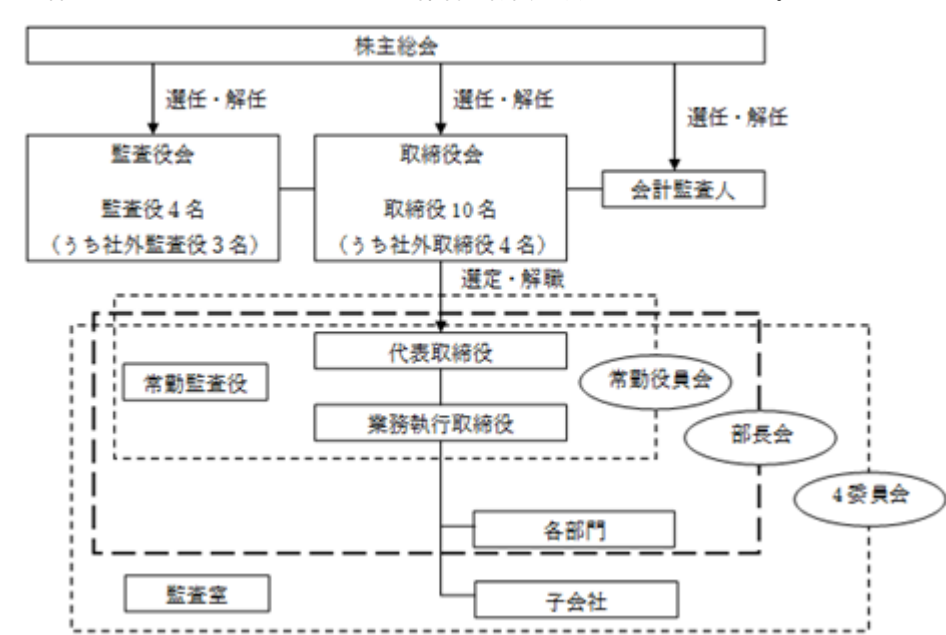 株主総会
選任・解任
選任・解任
選任・解任
監査役会
監査役4名
（うち社外監査役3名）
取締役会
取締役10名
（うち社外取締役4名）
会計監査人
選定・解職
代表取締役
常勤監査役
常勤役員会
業務執行取締役
部長会
4委員会
各部門
監査室
子会社